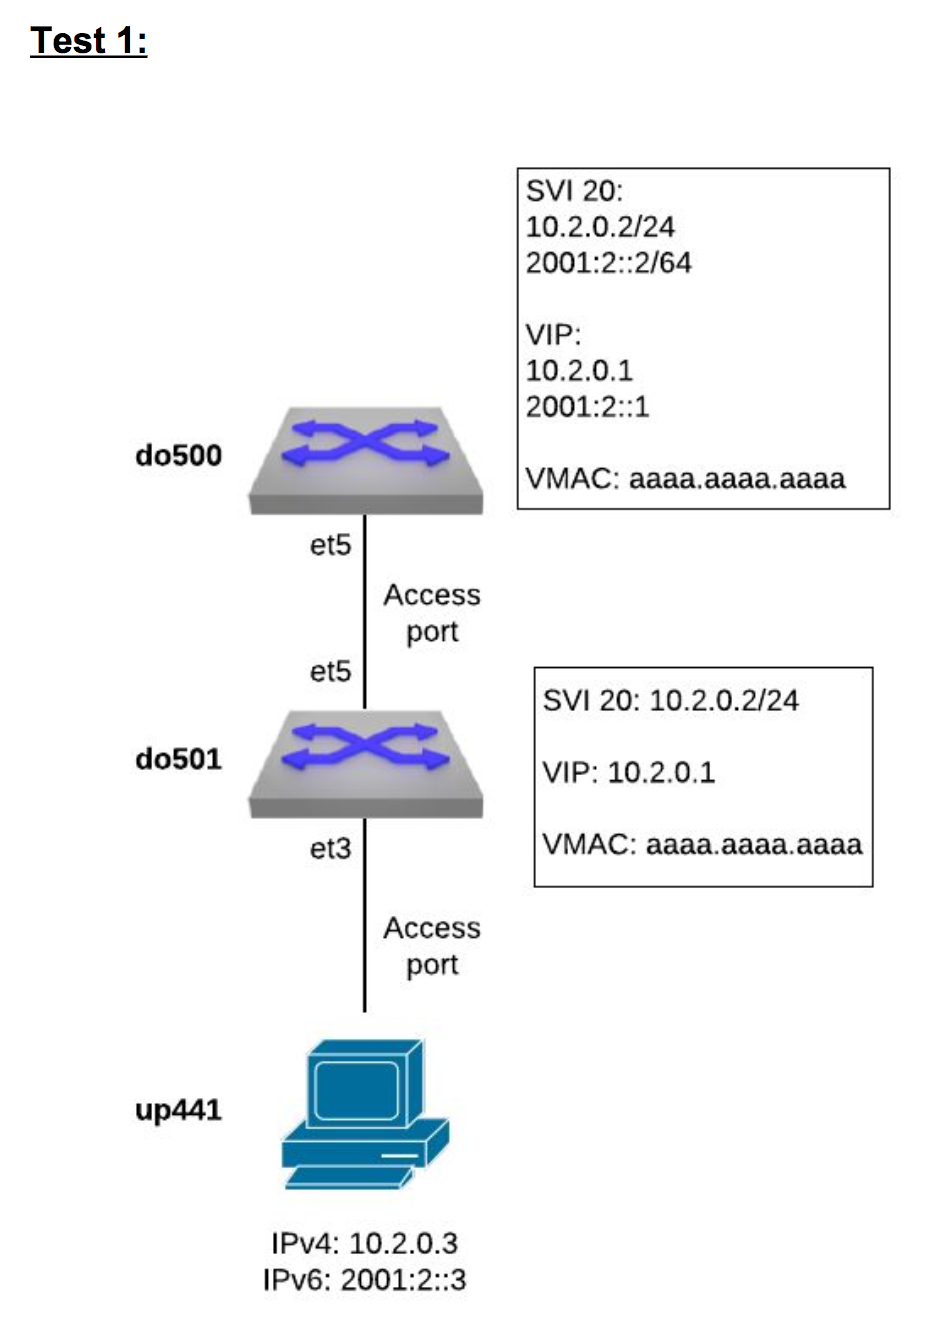 Test 1:
SVI 20:
10.2.0.2/24
2001:2::2/64
VIP:
10.2.0.1
2001:2::1
VMAC: aaaa.aaaa.aaaa
do500
et5
Access
port
et5
do501
SVI 20: 10.2.0.2/24
VIP: 10.2.0.1
VMAC: aaaa.aaaa.aaaa
et3
Access
port
up441
IPv4: 10.2.0.3
IPv6: 2001:2::3